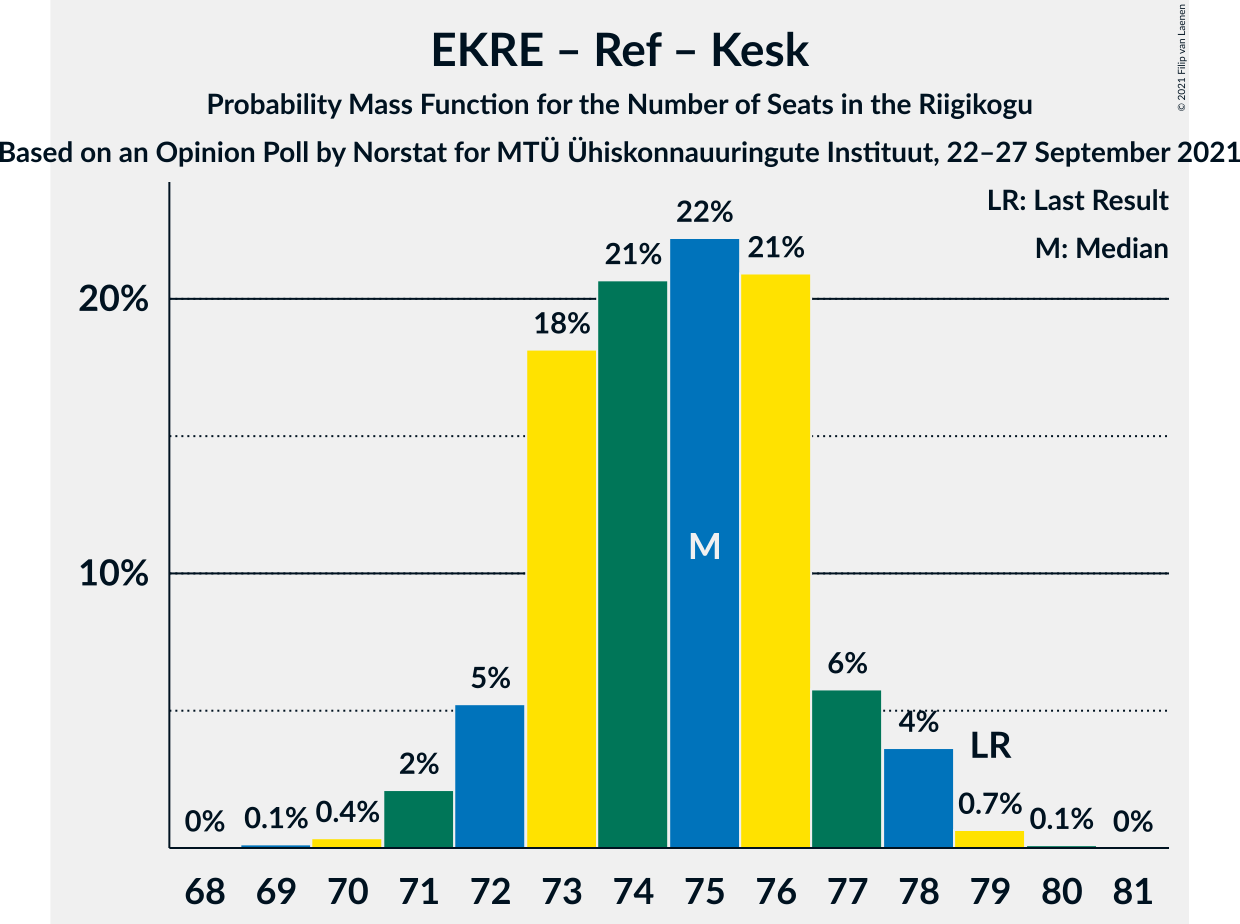 EKRE – Ref – Kesk
Probability Mass Function for the Number of Seats in the Riigikogu
Based on an Opinion Poll by Norstat for MTÜ Ühiskonnauuringute Instituut, 22–27 September 2021
© 2021 Filip van Laenen
LR: Last Result
M: Median
20%
10%
0% 0.1% 0.4% 2% 5% 18% 21% 22% 21% 6% 4% 0.7% 0.1% 0%
M
LR
68 69 70 71 72 73 74 75 76 77 78 79 80 81